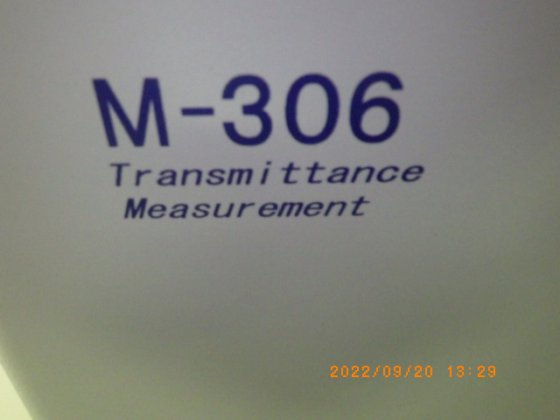 M-306
Transmittance
Measurement
2022/09/20 13:29